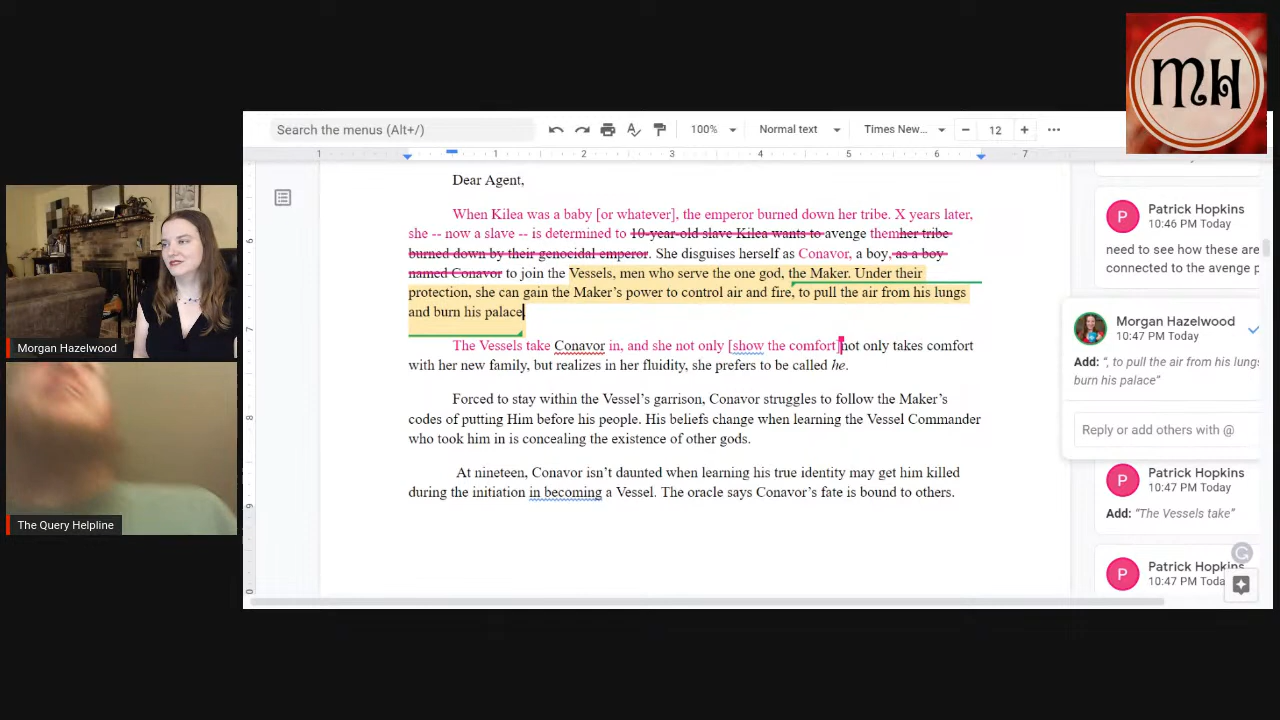 MH
Search the menus (Alt+/)
100%
Normal text
Times New...
12
1 1 2 3 4 5 6 7
Dear Agent,
When Kilea was a baby [or whatever], the emperor burned down her tribe. X years later,
she -- now a slave -- is determined to 10-year-old slave Kilea wants to avenge themher tribe
burned down by their genocidal emperor. She disguises herself as Conavor, a boy, as a boy
named Conavor to join the Vessels, men who serve the one god, the Maker. Under their
protection, she can gain the Maker’s power to control air and fire, to pull the air from his lungs
and burn his palace
The Vessels take Conavor in, and she not only [show the comfort]not only takes comfort
with her new family, but realizes in her fluidity, she prefers to be called he.
Forced to stay within the Vessel’s garrison, Conavor struggles to follow the Maker’s
codes of putting Him before his people. His beliefs change when learning the Vessel Commander
who took him in is concealing the existence of other gods.
At nineteen, Conavor isn’t daunted when learning his true identity may get him killed
during the initiation in becoming a Vessel. The oracle says Conavor’s fate is bound to others.
6
7
8
9
P
Patrick Hopkins
10:46 PM Today
need to see how these are
connected to the avenge p
Morgan Hazelwood
10:47 PM Today
Add: “, to pull the air from his lungs
burn his palace”
Reply or add others with @
P
Patrick Hopkins
10:47 PM Today
Add: “The Vessels take”
P
Patrick Hopkins
10:47 PM Toda
Morgan Hazelwood
The Query Helpline